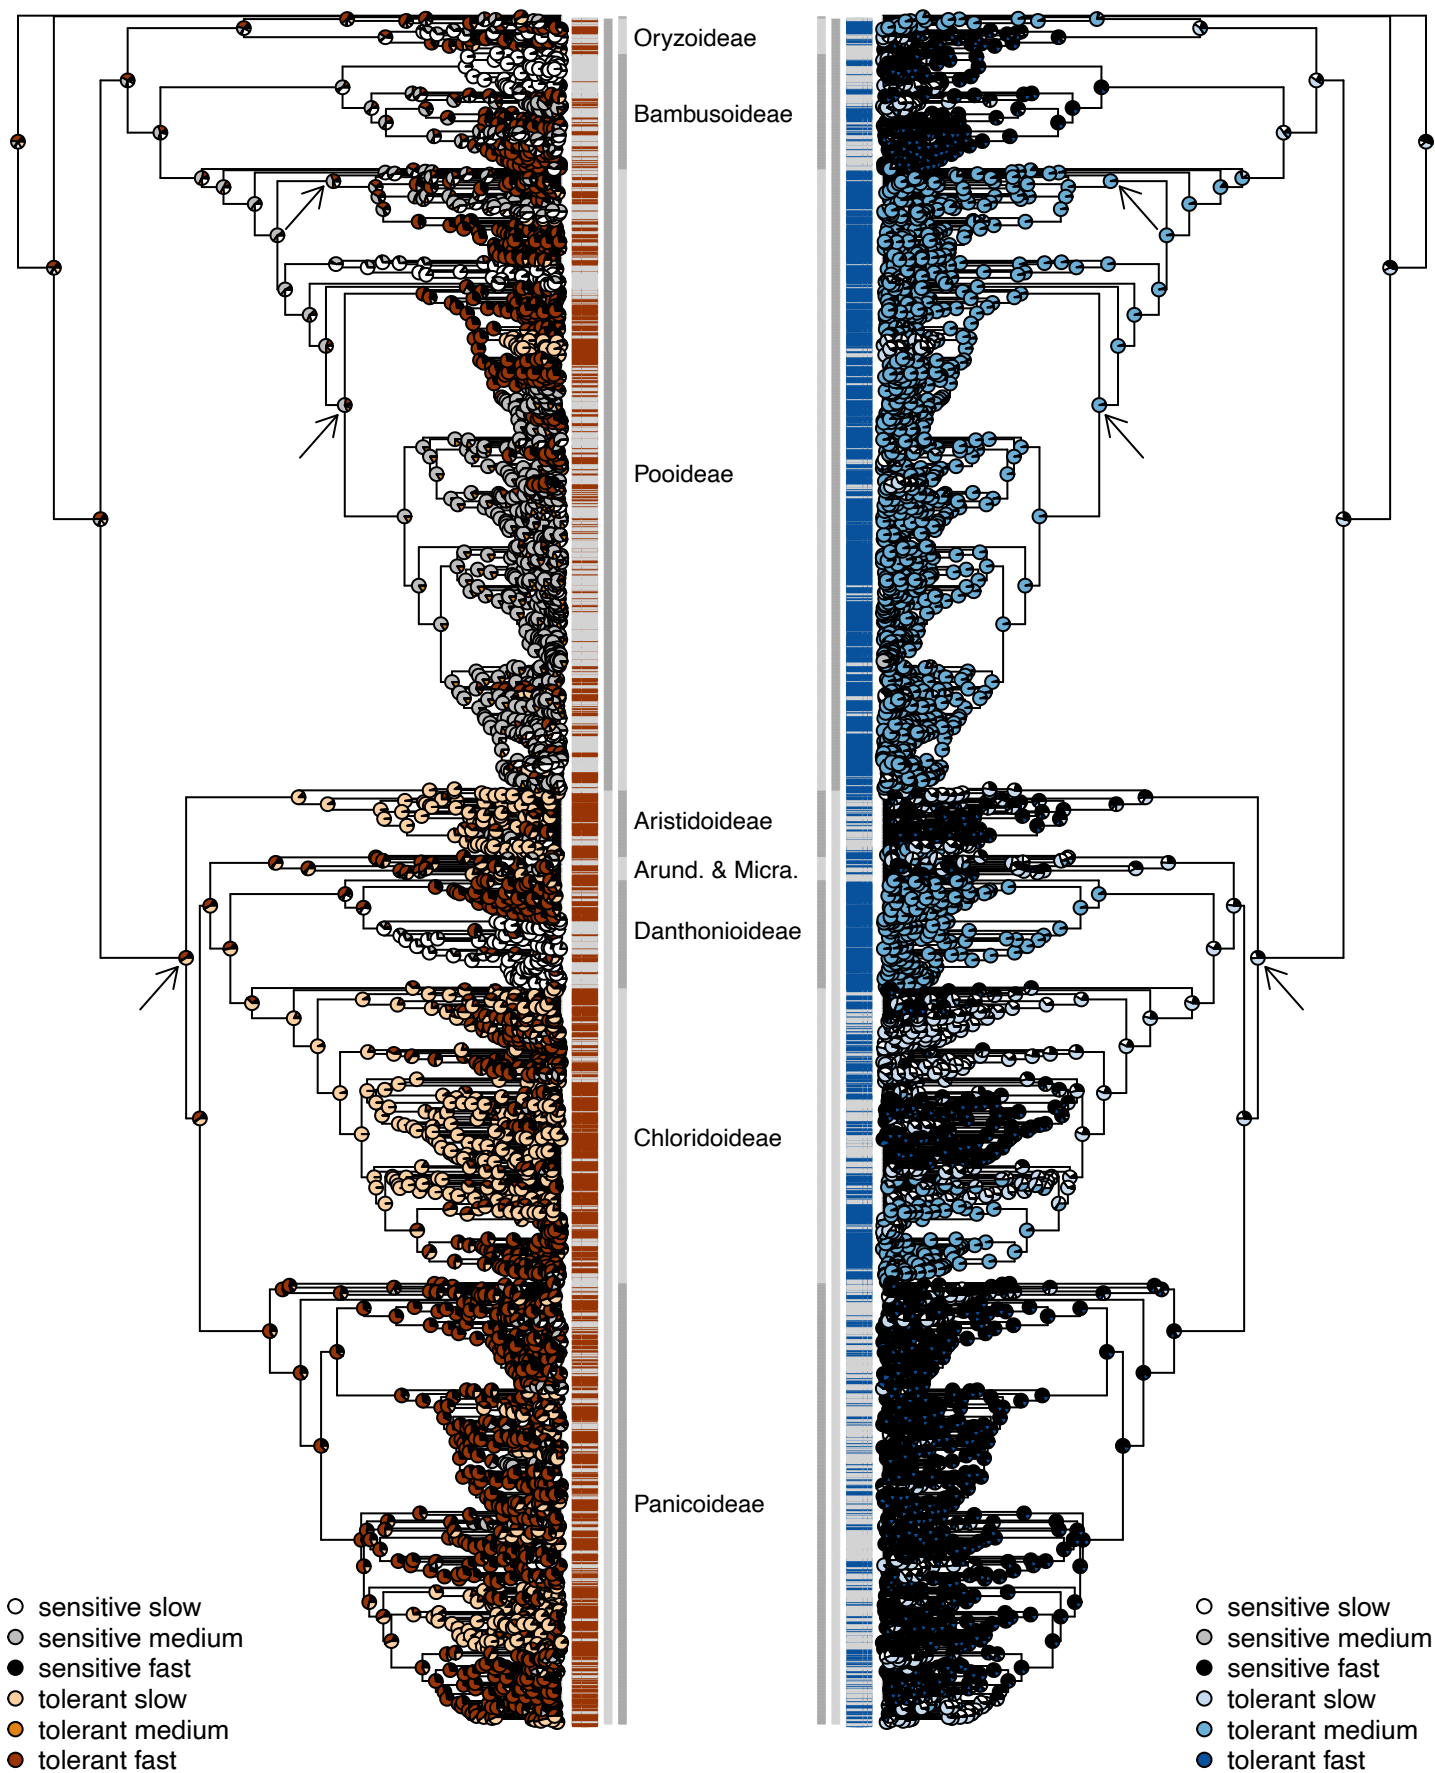 Oryzoideae
Bambusoideae
Pooideae
Aristidoideae
Arund. & Micra.
Danthonioideae
Chloridoideae
Panicoideae
sensitive slow
sensitive medium
sensitive fast
tolerant slow
tolerant medium
tolerant fast
sensitive slow
sensitive medium
sensitive fast
tolerant slow
tolerant medium
tolerant fast